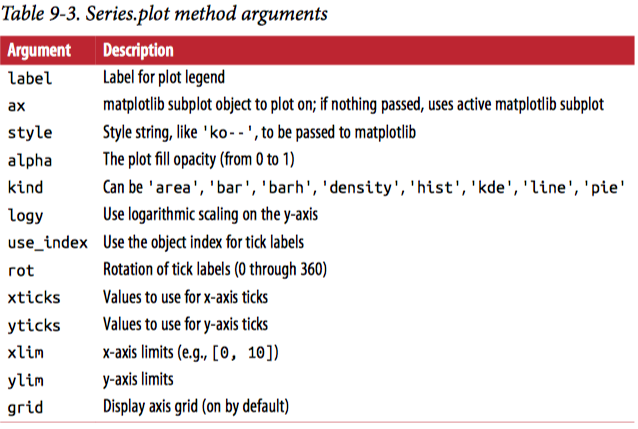 Table 9-3. Series.plot method arguments
Argument Description
label Label for plot legend
ax matplotlib subplot object to plot on; if nothing passed, uses active matplotlib subplot
style Style string, like 'ko--', to be passed to matplotlib
alpha The plot fill opacity (from 0 to 1)
kind Can be 'area', 'bar', 'barh', 'density', 'hist', 'kde', 'line', 'pie'
logy Use logarithmic scaling on the y-axis
use_index Use the object index for tick labels
rot Rotation of tick labels (0 through 360)
xticks Values to use for x-axis ticks
yticks Values to use for y-axis ticks
xlim x-axis limits (e.g., [0, 10])
ylim y-axis limits
grid Display axis grid (on by default)